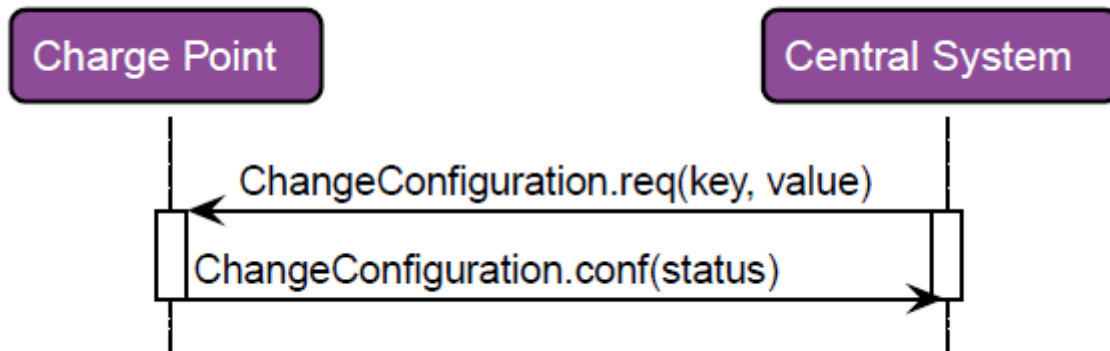 Charge Point
Central System
ChangeConfiguration.req(key, value)
ChangeConfiguration.conf(status)